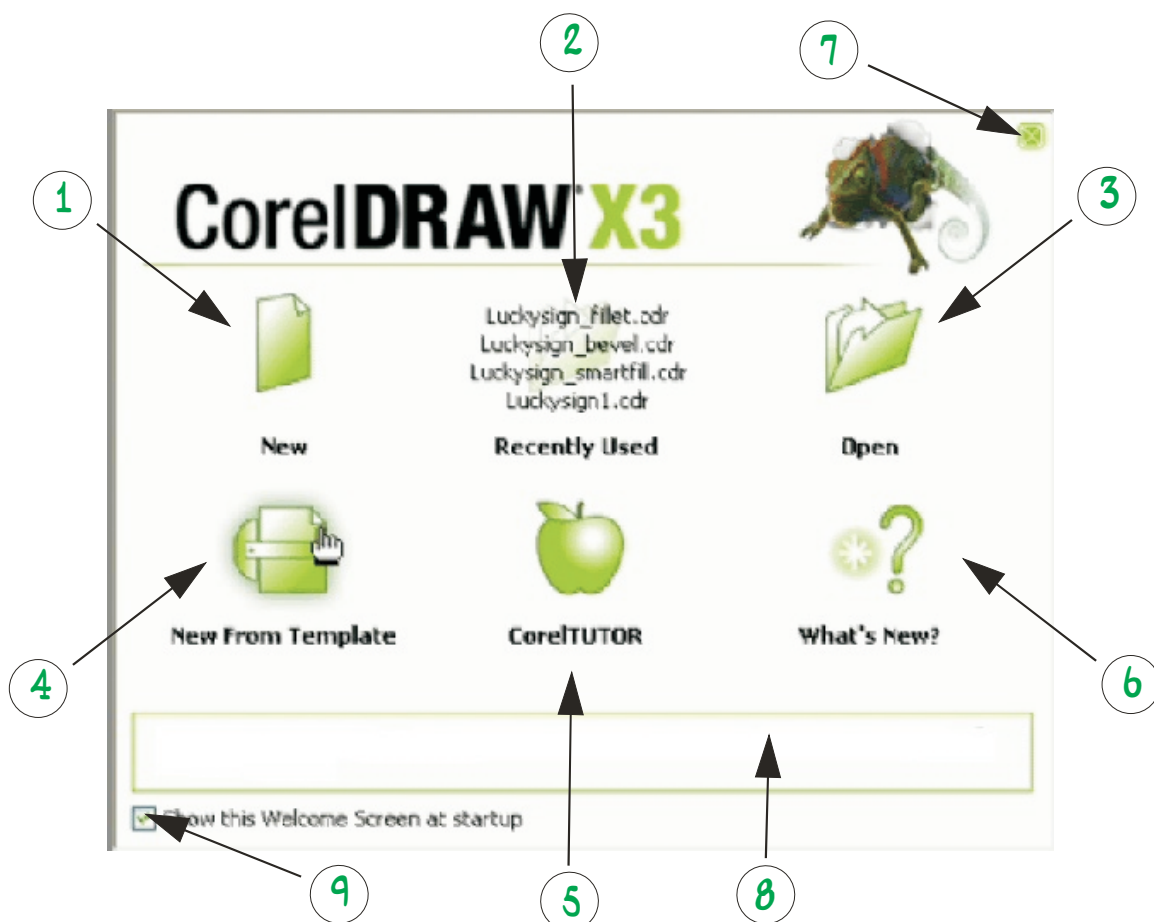 2
7
1
3
CorelDRAW X3
Luckysign_fillet.cdr
Luckysign_bevel.cdr
Luckysign_smartfill.cdr
Luckysign1.cdr
New
Recently Used
Open
New From Template
CorelTUTOR
What's New?
4
6
Show this Welcome Screen at startup
9
5
8